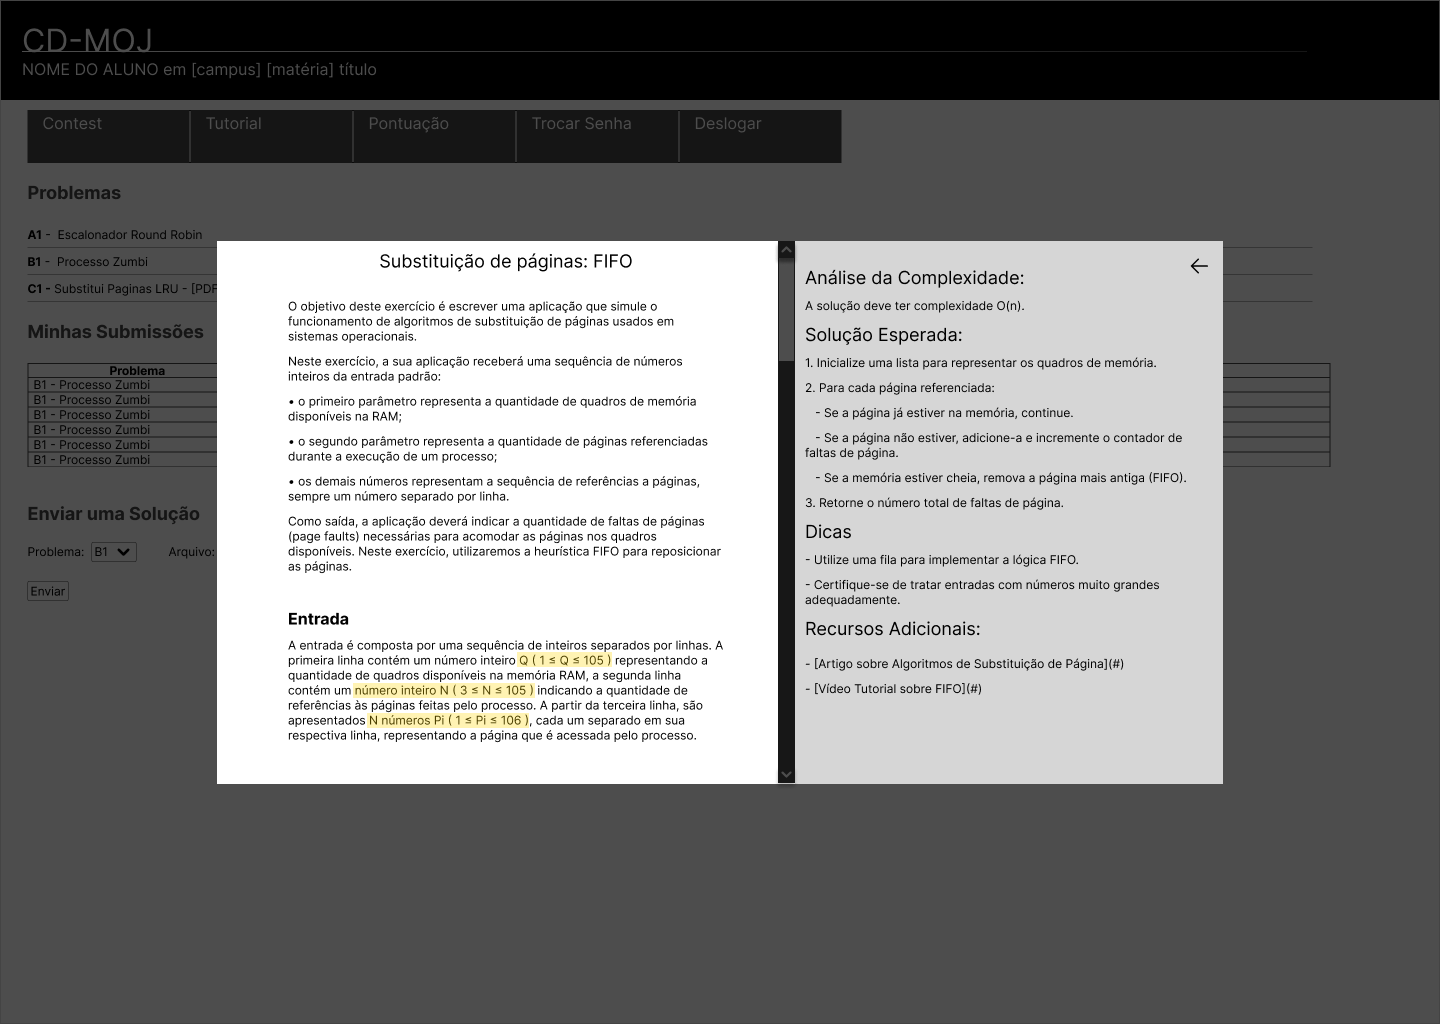 CD-MOJ
NOME DO ALUNO em [campus] [matéria] título
Contest
Tutorial
Pontuação
Trocar Senha
Deslogar
Problemas
A1 - Escalonador Round Robin
B1 - Processo Zumbi
C1 - Substitui Paginas LRU - [PDF
Minhas Submissões
Problema
B1 - Processo Zumbi
B1 - Processo Zumbi
B1 - Processo Zumbi
B1 - Processo Zumbi
B1 - Processo Zumbi
B1 - Processo Zumbi
Enviar uma Solução
Problema: B1 Arquivo:
Enviar
Substituição de páginas: FIFO
O objetivo deste exercício é escrever uma aplicação que simule o
funcionamento de algoritmos de substituição de páginas usados em
sistemas operacionais.
Neste exercício, a sua aplicação receberá uma sequência de números
inteiros da entrada padrão:
• o primeiro parâmetro representa a quantidade de quadros de memória
disponíveis na RAM;
• o segundo parâmetro representa a quantidade de páginas referenciadas
durante a execução de um processo;
• os demais números representam a sequência de referências a páginas,
sempre um número separado por linha.
Como saída, a aplicação deverá indicar a quantidade de faltas de páginas
(page faults) necessárias para acomodar as páginas nos quadros
disponíveis. Neste exercício, utilizaremos a heurística FIFO para reposicionar
as páginas.
Entrada
A entrada é composta por uma sequência de inteiros separados por linhas. A
primeira linha contém um número inteiro Q ( 1 ≤ Q ≤ 105 ) representando a
quantidade de quadros disponíveis na memória RAM, a segunda linha
contém um número inteiro N ( 3 ≤ N ≤ 105 ) indicando a quantidade de
referências às páginas feitas pelo processo. A partir da terceira linha, são
apresentados N números Pi ( 1 ≤ Pi ≤ 106 ), cada um separado em sua
respectiva linha, representando a página que é acessada pelo processo.
Análise da Complexidade:
A solução deve ter complexidade O(n).
Solução Esperada:
1. Inicialize uma lista para representar os quadros de memória.
2. Para cada página referenciada:
- Se a página já estiver na memória, continue.
- Se a página não estiver, adicione-a e incremente o contador de
faltas de página.
- Se a memória estiver cheia, remova a página mais antiga (FIFO).
3. Retorne o número total de faltas de página.
Dicas
- Utilize uma fila para implementar a lógica FIFO.
- Certifique-se de tratar entradas com números muito grandes
adequadamente.
Recursos Adicionais:
- [Artigo sobre Algoritmos de Substituição de Página](#)
- [Vídeo Tutorial sobre FIFO](#)